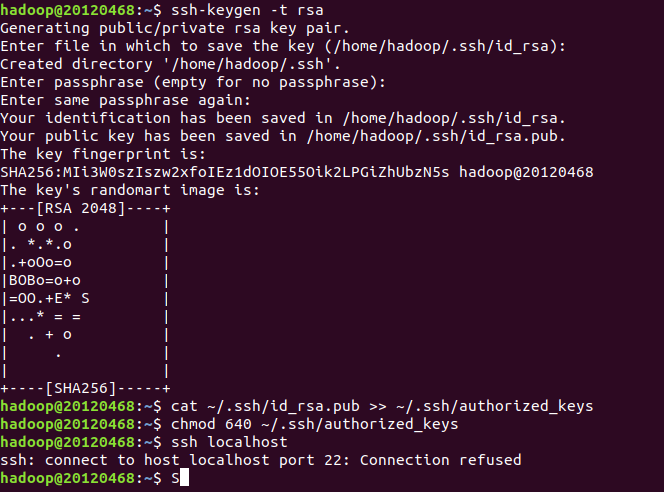 hadoop@20120468:~$ ssh-keygen -t rsa
Generating public/private rsa key pair.
Enter file in which to save the key (/home/hadoop/.ssh/id_rsa):
Created directory '/home/hadoop/.ssh'.
Enter passphrase (empty for no passphrase):
Enter same passphrase again:
Your identification has been saved in /home/hadoop/.ssh/id_rsa.
Your public key has been saved in /home/hadoop/.ssh/id_rsa.pub.
The key fingerprint is:
SHA256:MIi3W0szIszw2xfoIEz1dOIOE55Oik2LPGiZhUbzN5s hadoop@20120468
The key's randomart image is:
+---[RSA 2048]----+
| o o o .         |
|. *.*.o          |
|.+oOo=o          |
|BOBo=o+o         |
|=OO.+E* S        |
|...* = =         |
|  . + o          |
|     .           |
|                 |
+----[SHA256]-----+
hadoop@20120468:~$ cat ~/.ssh/id_rsa.pub >> ~/.ssh/authorized_keys
hadoop@20120468:~$ chmod 640 ~/.ssh/authorized_keys
hadoop@20120468:~$ ssh localhost
ssh: connect to host localhost port 22: Connection refused
hadoop@20120468:~$ S